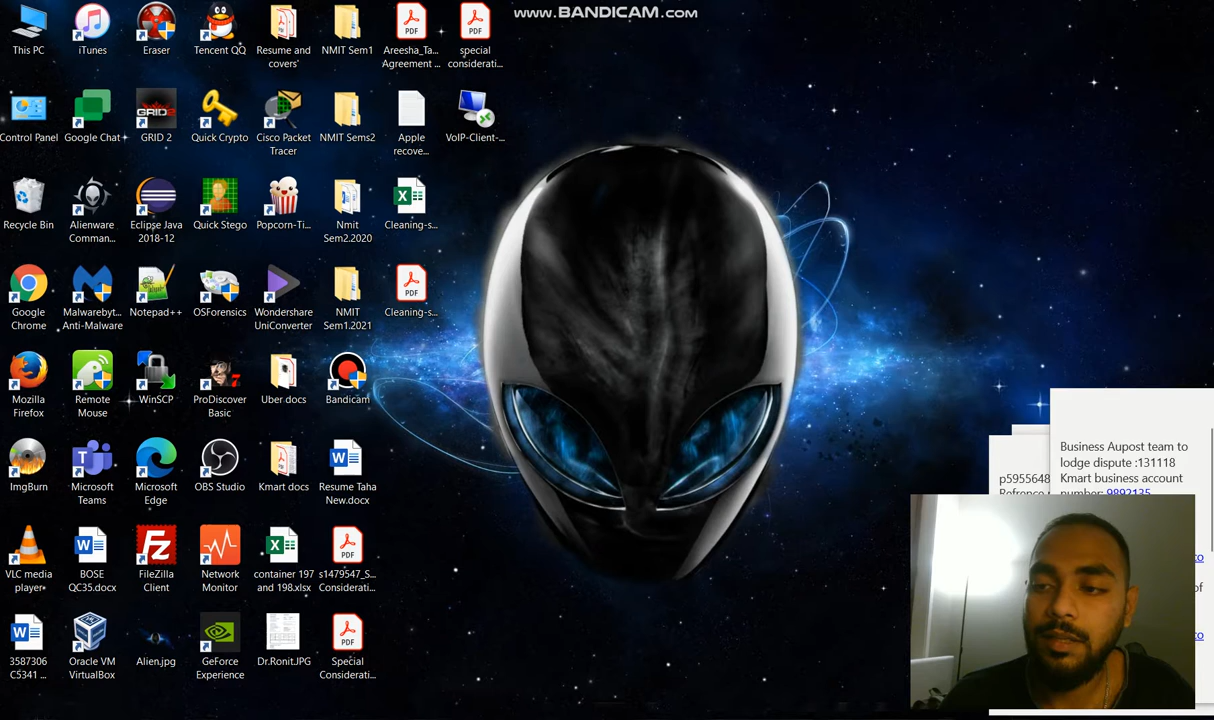 www.BANDICAM.com
This PC
iTunes
Eraser
Tencent QQ
Resume and
covers'
NMIT Sem1
Areesha_Ta...
Agreement ...
special
considerati...
Control Panel
Google Chat
GRID 2
Quick Crypto
Cisco Packet
Tracer
NMIT Sems2
Apple
recove...
VoIP-Client-...
Recycle Bin
Alienware
Comman...
Eclipse Java
2018-12
Quick Stego
Popcorn-Ti...
Nmit
Sem2.2020
Cleaning-s...
Google
Chrome
Malwarebyt...
Anti-Malware
Notepad++
OSForensics
Wondershare
UniConverter
NMIT
Sem1.2021
Cleaning-s...
Mozilla
Firefox
Remote
Mouse
WinSCP
ProDiscover
Basic
Uber docs
Bandicam
ImgBurn
Microsoft
Teams
Microsoft
Edge
OBS Studio
Kmart docs
Resume Taha
New.docx
VLC media
player
BOSE
QC35.docx
FileZilla
Client
Network
Monitor
container 197
and 198.xlsx
s1479547_S...
Considerati...
3587306
C5341 ...
Oracle VM
VirtualBox
Alien.jpg
GeForce
Experience
Dr.Ronit.JPG
Special
Considerati...
Business Aupost team to
lodge dispute :131118
Kmart business account
number: 9892135
p5955648
Refrence
co
of
co